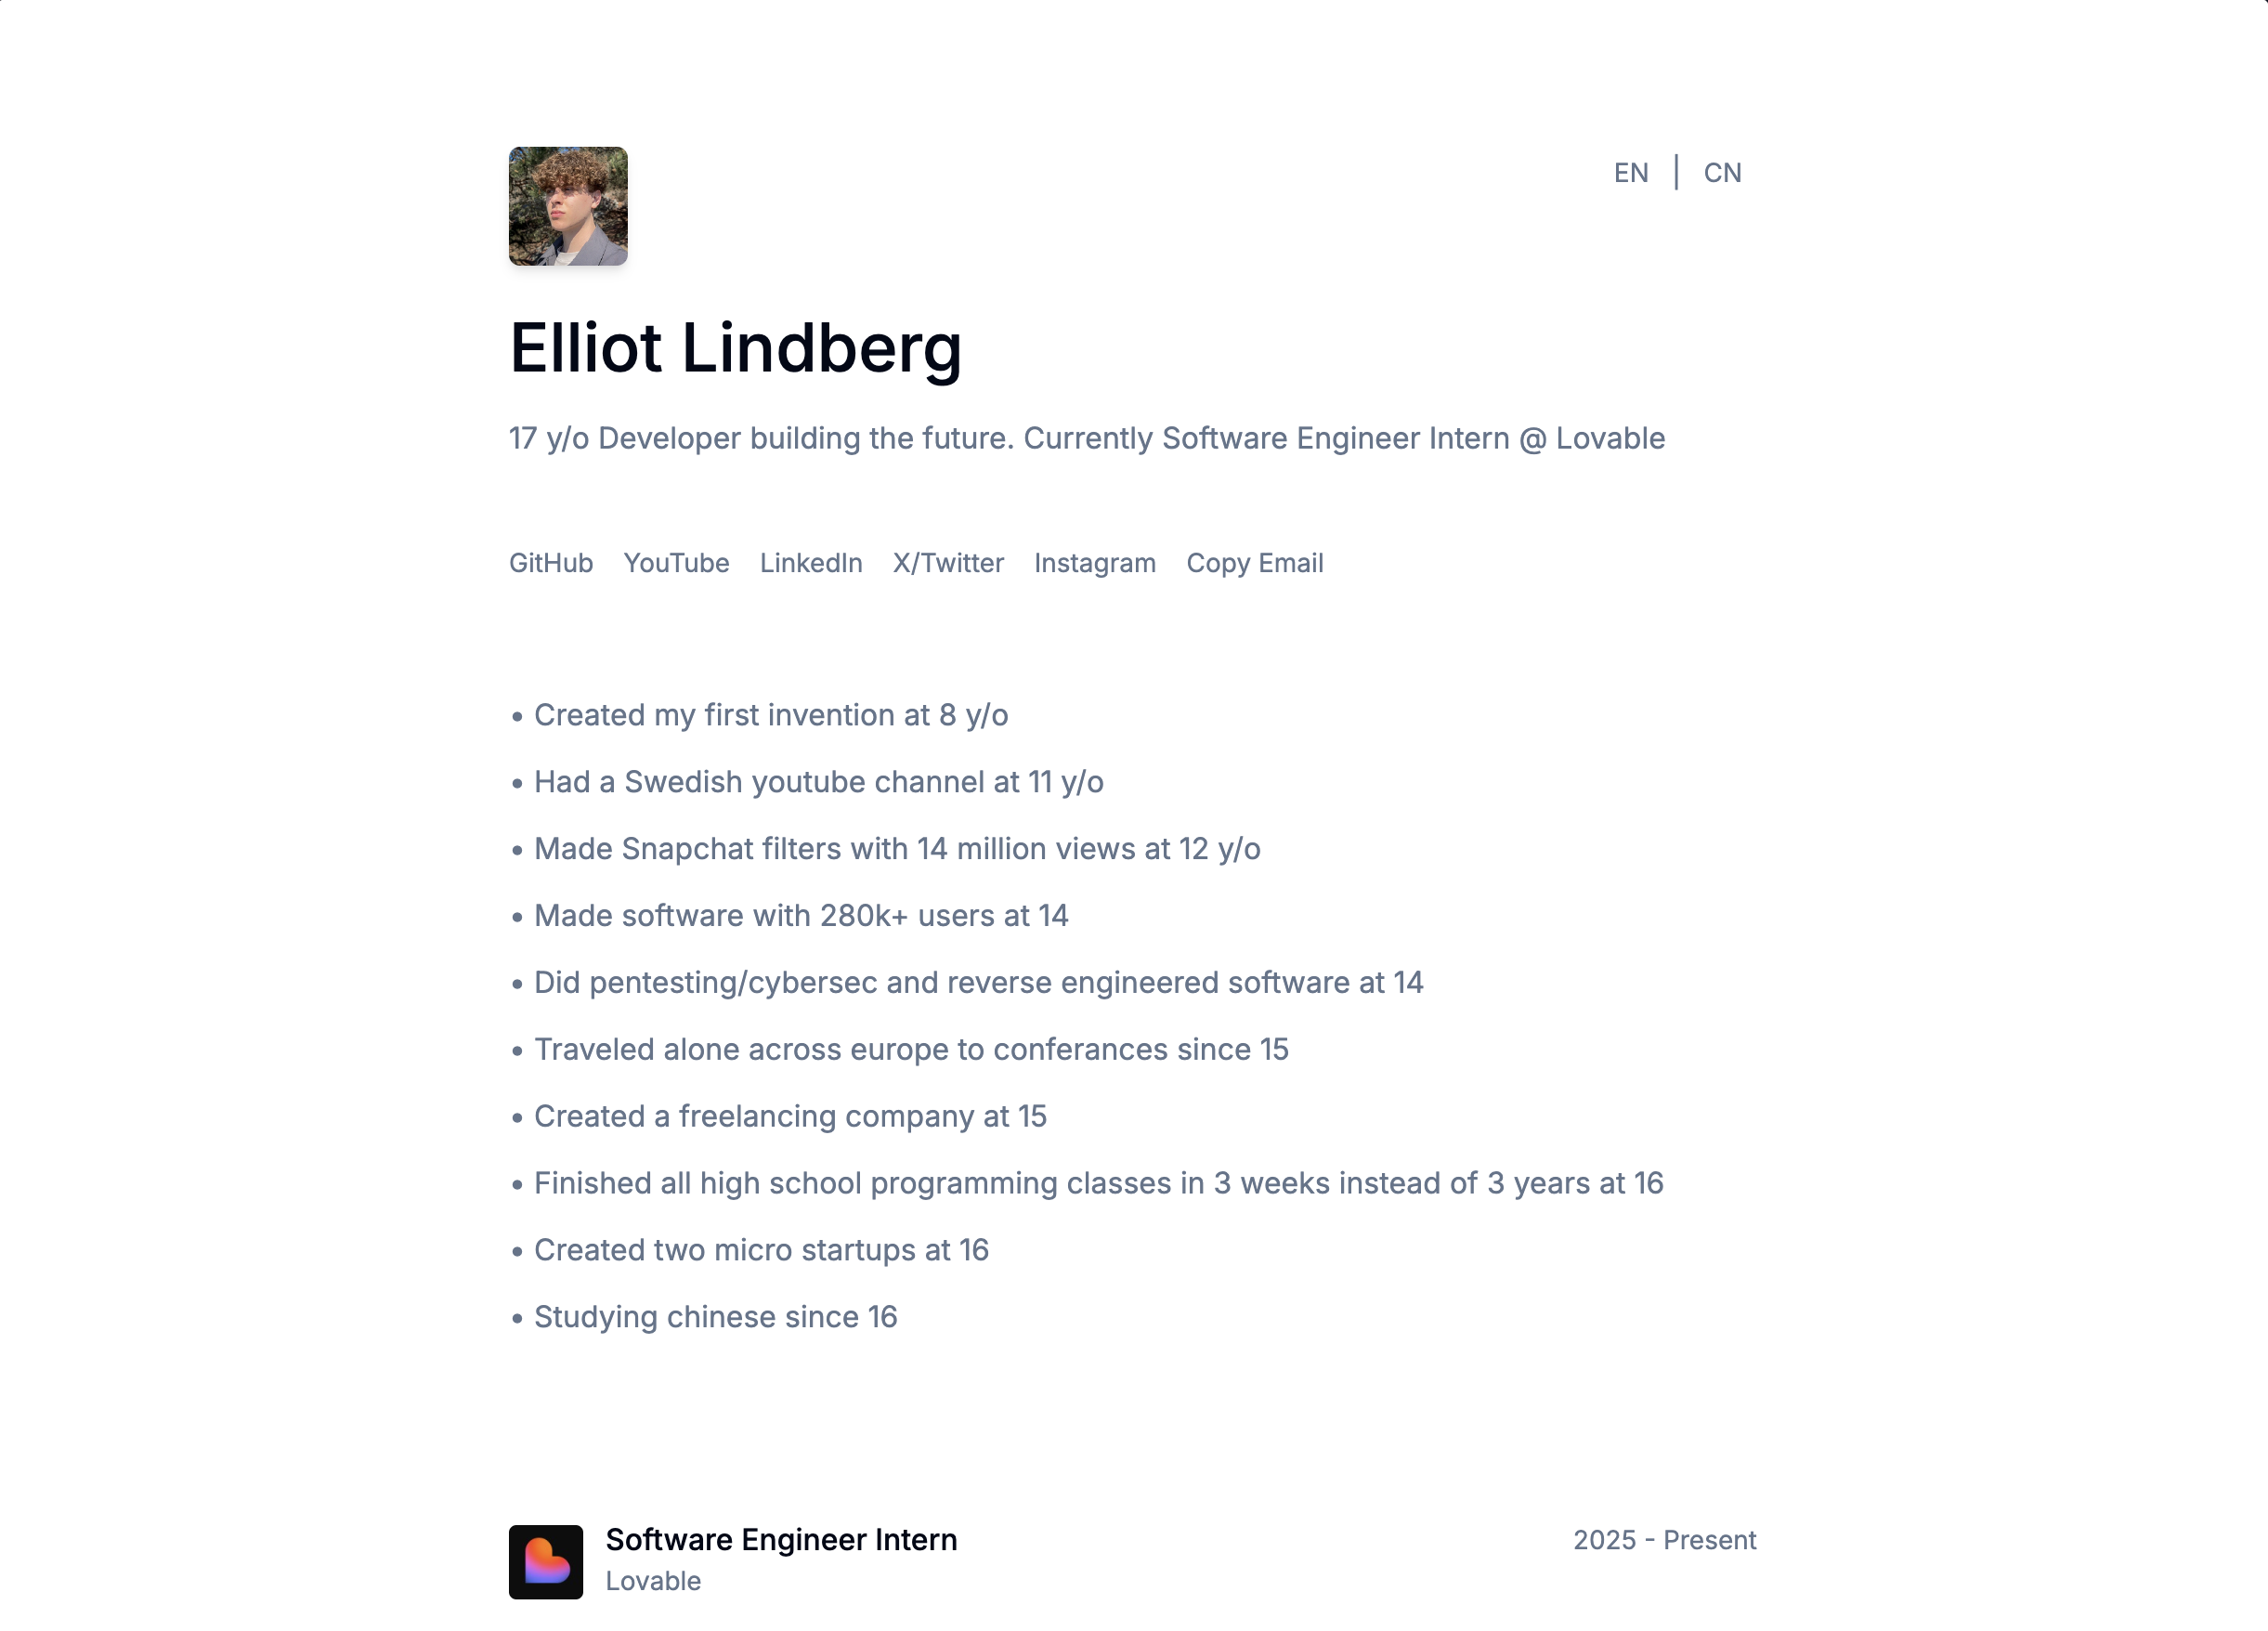 EN | CN
Elliot Lindberg
17 y/o Developer building the future. Currently Software Engineer Intern @ Lovable
GitHub YouTube LinkedIn X/Twitter Instagram Copy Email
• Created my first invention at 8 y/o
• Had a Swedish youtube channel at 11 y/o
• Made Snapchat filters with 14 million views at 12 y/o
• Made software with 280k+ users at 14
• Did pentesting/cybersec and reverse engineered software at 14
• Traveled alone across europe to conferances since 15
• Created a freelancing company at 15
• Finished all high school programming classes in 3 weeks instead of 3 years at 16
• Created two micro startups at 16
• Studying chinese since 16
Software Engineer Intern 2025 - Present
Lovable